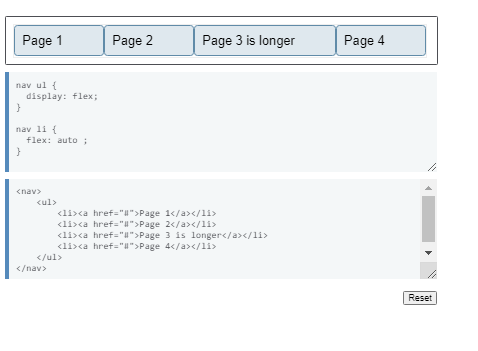 Page 1 Page 2 Page 3 is longer Page 4
nav ul {
  display: flex;
}

nav li {
  flex: auto ;
}
<nav>
    <ul>
        <li><a href="#">Page 1</a></li>
        <li><a href="#">Page 2</a></li>
        <li><a href="#">Page 3 is longer</a></li>
        <li><a href="#">Page 4</a></li>
    </ul>
</nav>
Reset